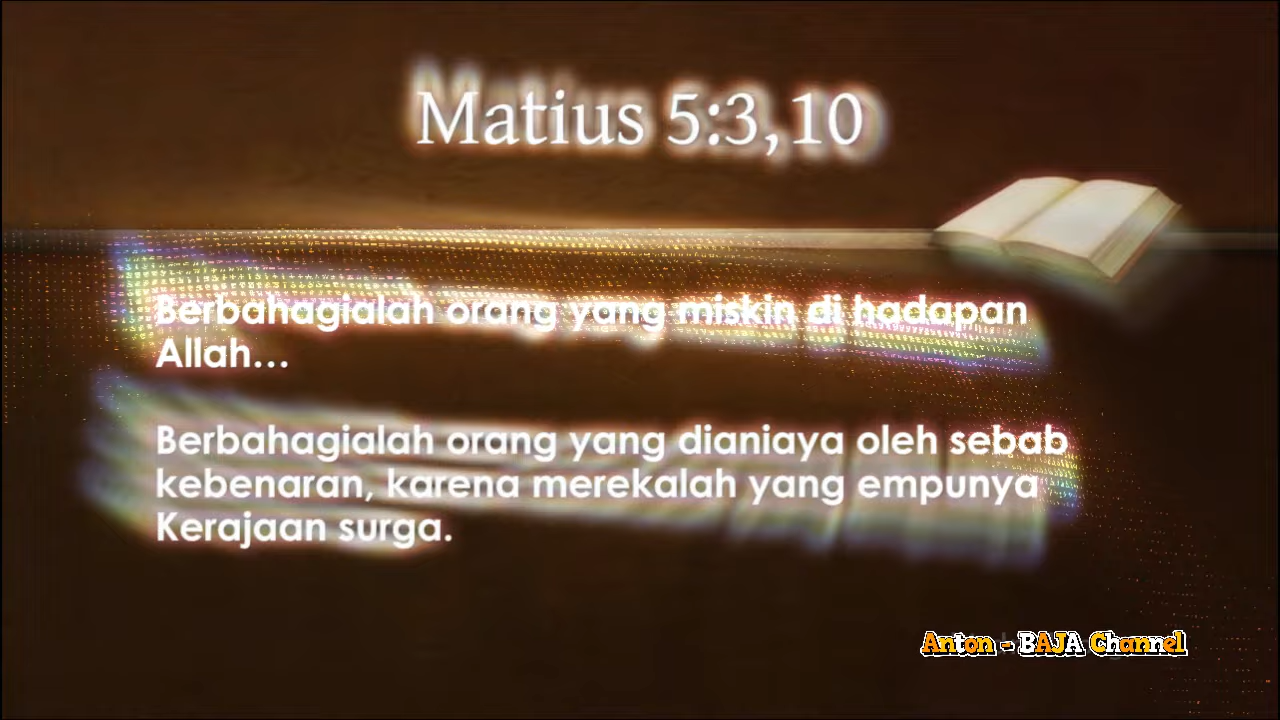 Matius 5:3,10
Berbahagialah orang yang miskin di hadapan
Allah...
Berbahagialah orang yang dianiaya oleh sebab
kebenaran, karena merekalah yang empunya
Kerajaan surga.
Anton - BAJA Channel